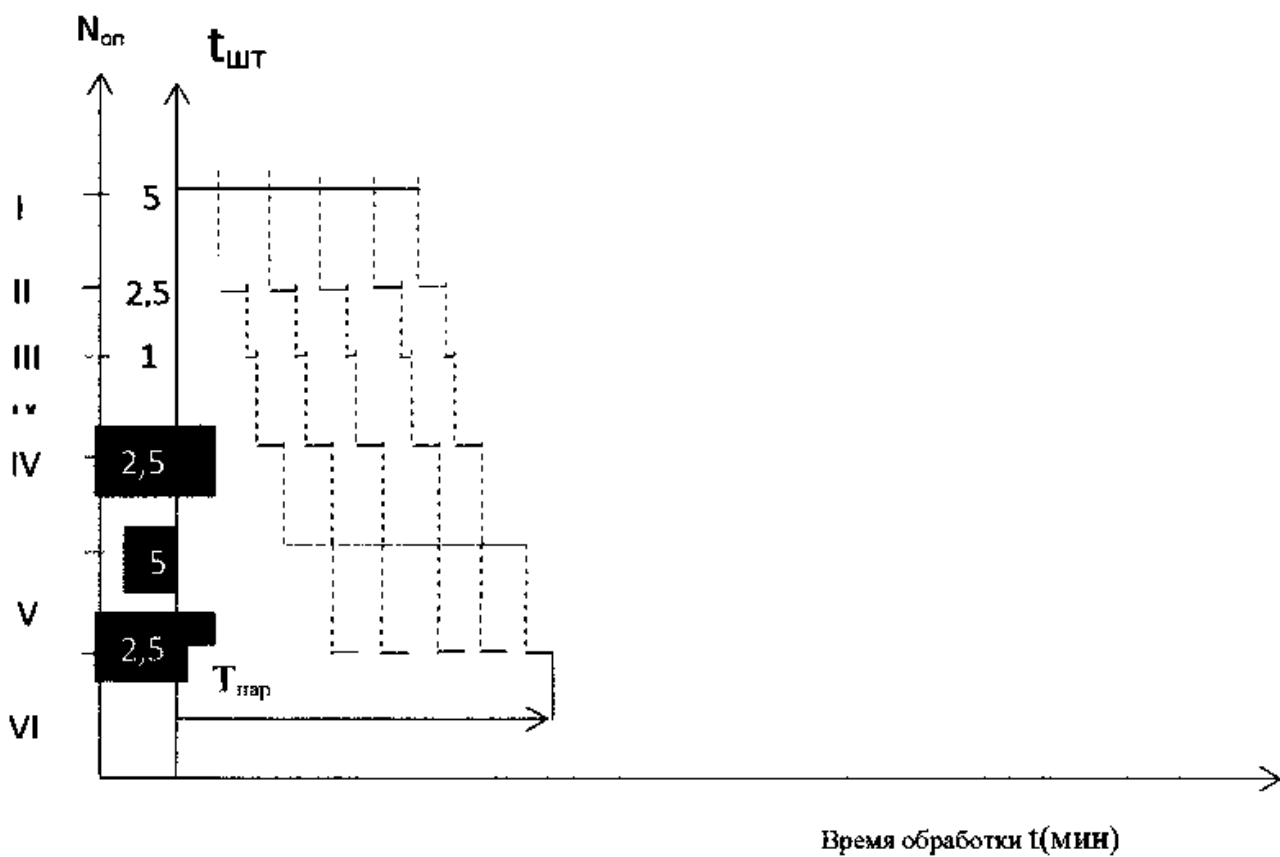 Nоп
tшт
I 5
II 2,5
III 1
IV 2,5
5
V
2,5
Tпар
VI
Время обработки t(мин)